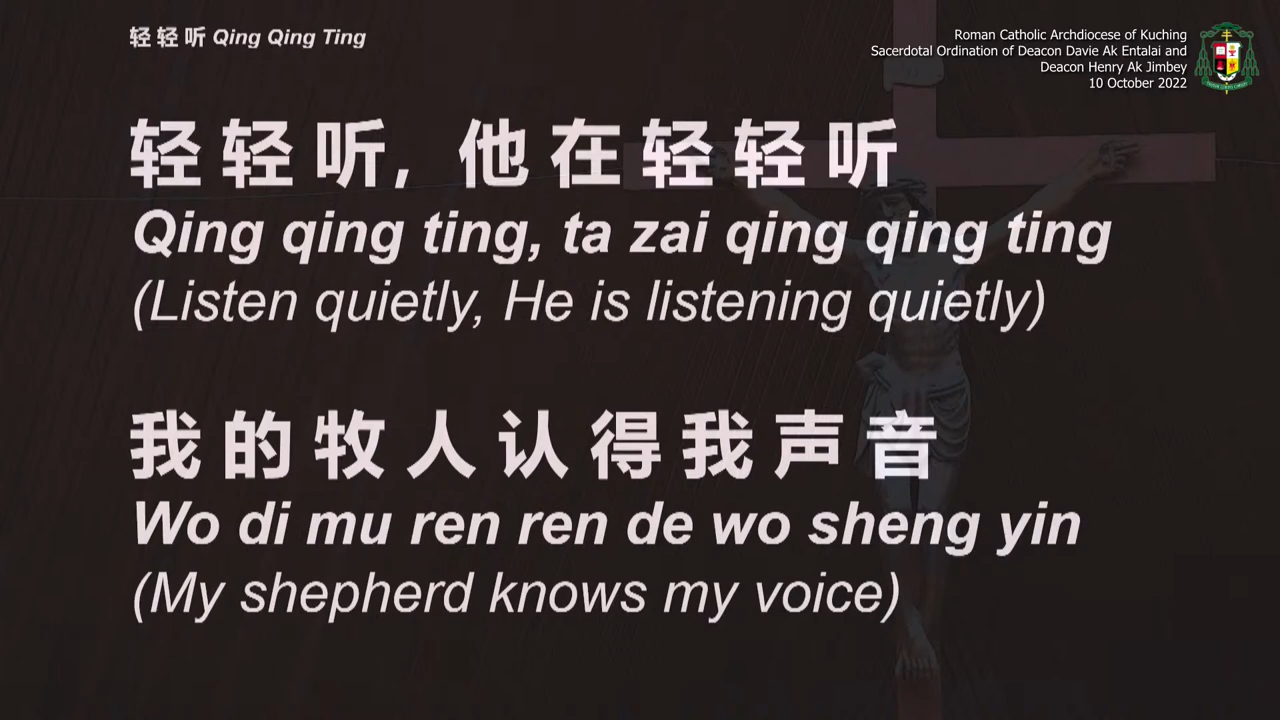 轻轻听 Qing Qing Ting
Roman Catholic Archdiocese of Kuching
Sacerdotal Ordination of Deacon Davie Ak Entalai and
Deacon Henry Ak Jimbey
10 October 2022
轻轻听, 他在轻轻听
Qing qing ting, ta zai qing qing ting
(Listen quietly, He is listening quietly)
我的牧人认得我声音
Wo di mu ren ren de wo sheng yin
(My shepherd knows my voice)